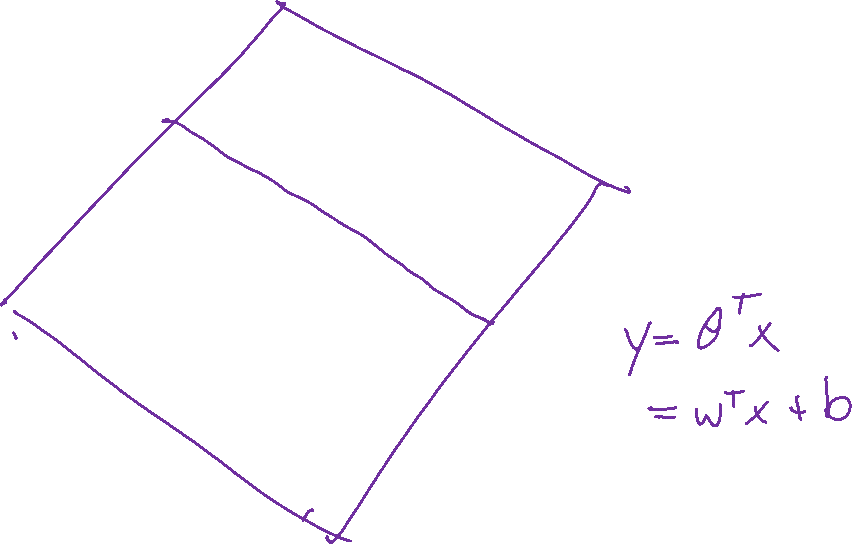 y = θᵀx
= wᵀx + b